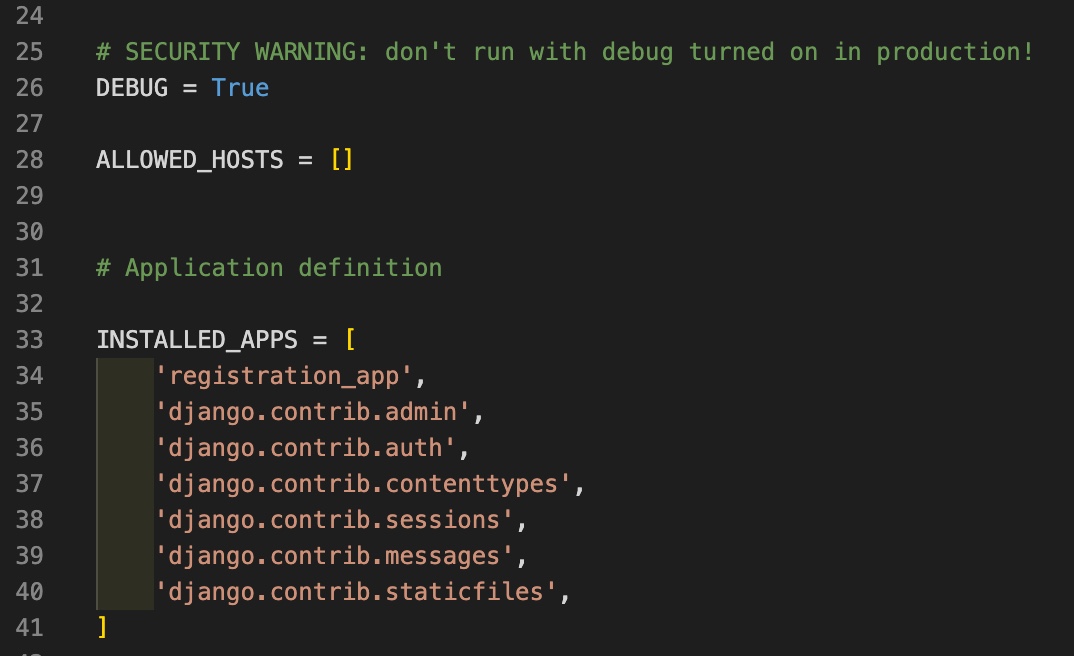 24
25 # SECURITY WARNING: don't run with debug turned on in production!
26 DEBUG = True
27
28 ALLOWED_HOSTS = []
29
30
31 # Application definition
32
33 INSTALLED_APPS = [
34 'registration_app',
35 'django.contrib.admin',
36 'django.contrib.auth',
37 'django.contrib.contenttypes',
38 'django.contrib.sessions',
39 'django.contrib.messages',
40 'django.contrib.staticfiles',
41 ]